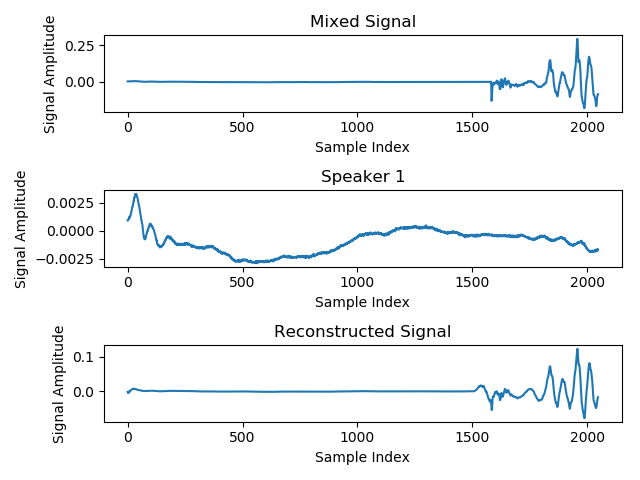 Mixed Signal
Signal Amplitude
0.25
0.00
0 500 1000 1500 2000
Sample Index
Speaker 1
Signal Amplitude
0.0025
0.0000
−0.0025
0 500 1000 1500 2000
Sample Index
Reconstructed Signal
Signal Amplitude
0.1
0.0
0 500 1000 1500 2000
Sample Index